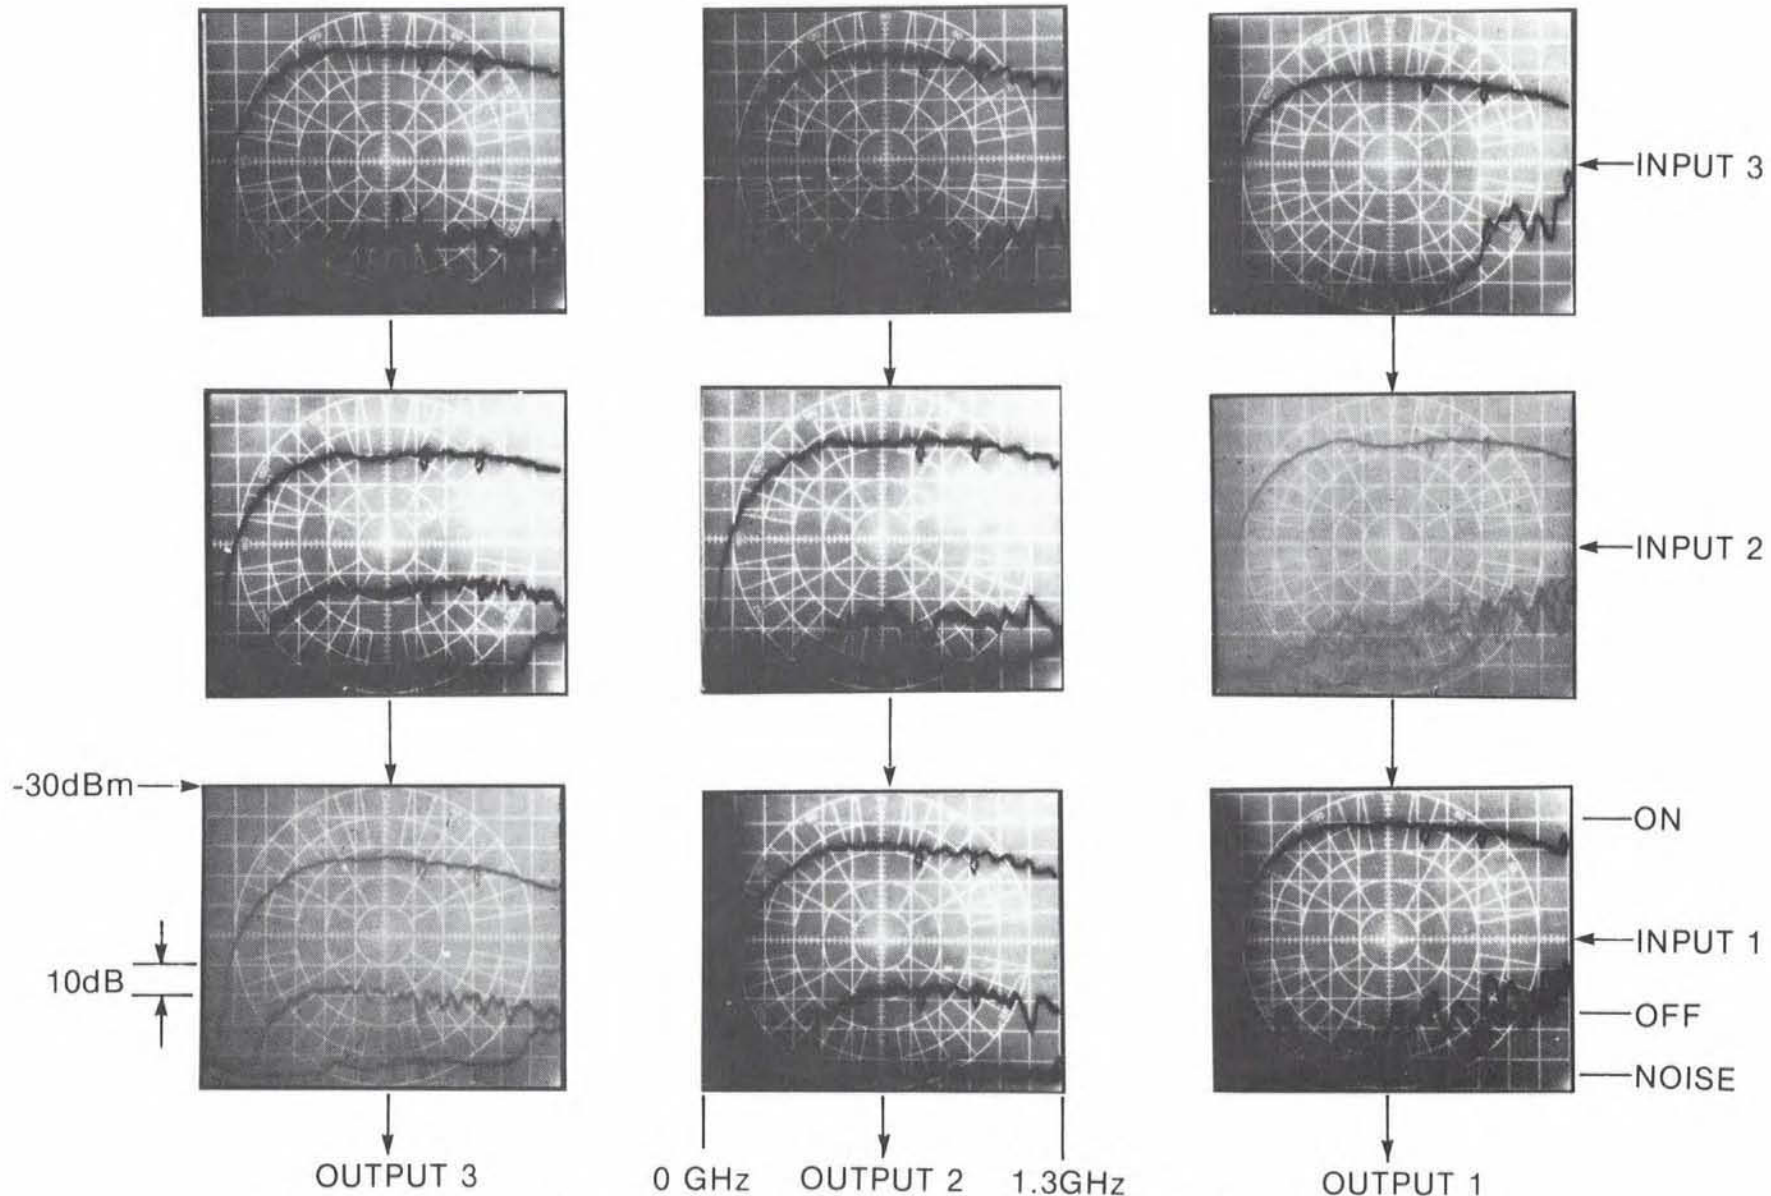 INPUT 3
INPUT 2
-30dBm
ON
INPUT 1
10dB
OFF
NOISE
OUTPUT 3
0 GHz
OUTPUT 2
1.3GHz
OUTPUT 1